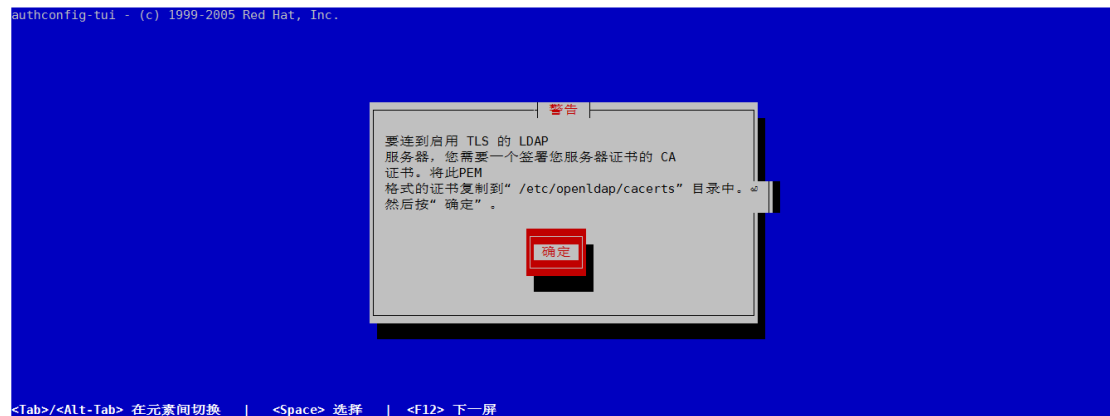 authconfig-tui - (c) 1999-2005 Red Hat, Inc.
警告
要连到启用 TLS 的 LDAP
服务器，您需要一个签署您服务器证书的 CA
证书。将此PEM
格式的证书复制到“ /etc/openldap/cacerts” 目录中。
然后按“ 确定” 。
确定
<Tab>/<Alt-Tab> 在元素间切换 | <Space> 选择 | <F12> 下一屏